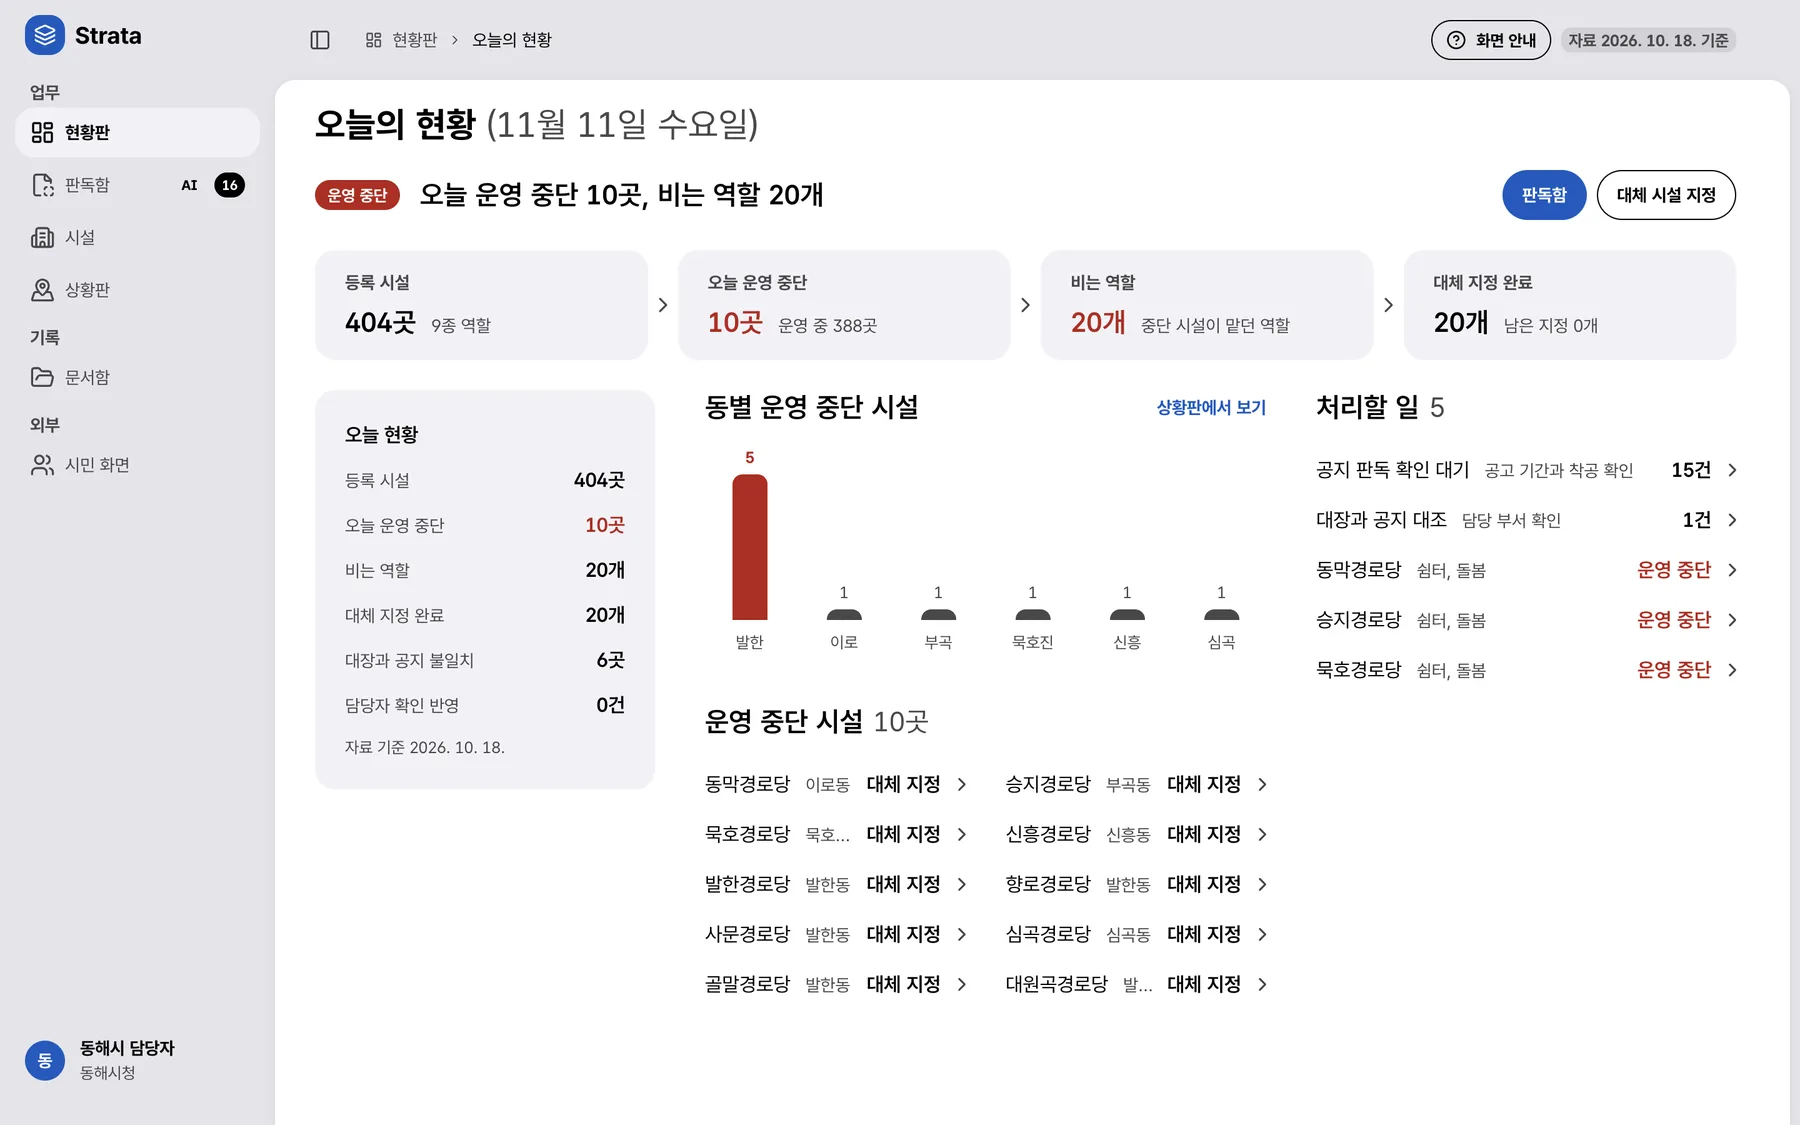 Strata
업무
현황판
판독함 AI 16
시설
상황판
기록
문서함
외부
시민 화면
동 동해시 담당자
동해시청
현황판 > 오늘의 현황
화면 안내 자료 2026. 10. 18. 기준
오늘의 현황 (11월 11일 수요일)
운영 중단 오늘 운영 중단 10곳, 비는 역할 20개
판독함 대체 시설 지정
등록 시설
404곳 9종 역할
오늘 운영 중단
10곳 운영 중 388곳
비는 역할
20개 중단 시설이 맡던 역할
대체 지정 완료
20개 남은 지정 0개
오늘 현황
등록 시설 404곳
오늘 운영 중단 10곳
비는 역할 20개
대체 지정 완료 20개
대장과 공지 불일치 6곳
담당자 확인 반영 0건
자료 기준 2026. 10. 18.
동별 운영 중단 시설 상황판에서 보기
5 1 1 1 1 1
발한 이로 부곡 묵호진 신흥 심곡
운영 중단 시설 10곳
동막경로당 이로동 대체 지정 승지경로당 부곡동 대체 지정
묵호경로당 묵호... 대체 지정 신흥경로당 신흥동 대체 지정
발한경로당 발한동 대체 지정 향로경로당 발한동 대체 지정
사문경로당 발한동 대체 지정 심곡경로당 심곡동 대체 지정
골말경로당 발한동 대체 지정 대원곡경로당 발... 대체 지정
처리할 일 5
공지 판독 확인 대기 공고 기간과 착공 확인 15건
대장과 공지 대조 담당 부서 확인 1건
동막경로당 쉼터, 돌봄 운영 중단
승지경로당 쉼터, 돌봄 운영 중단
묵호경로당 쉼터, 돌봄 운영 중단